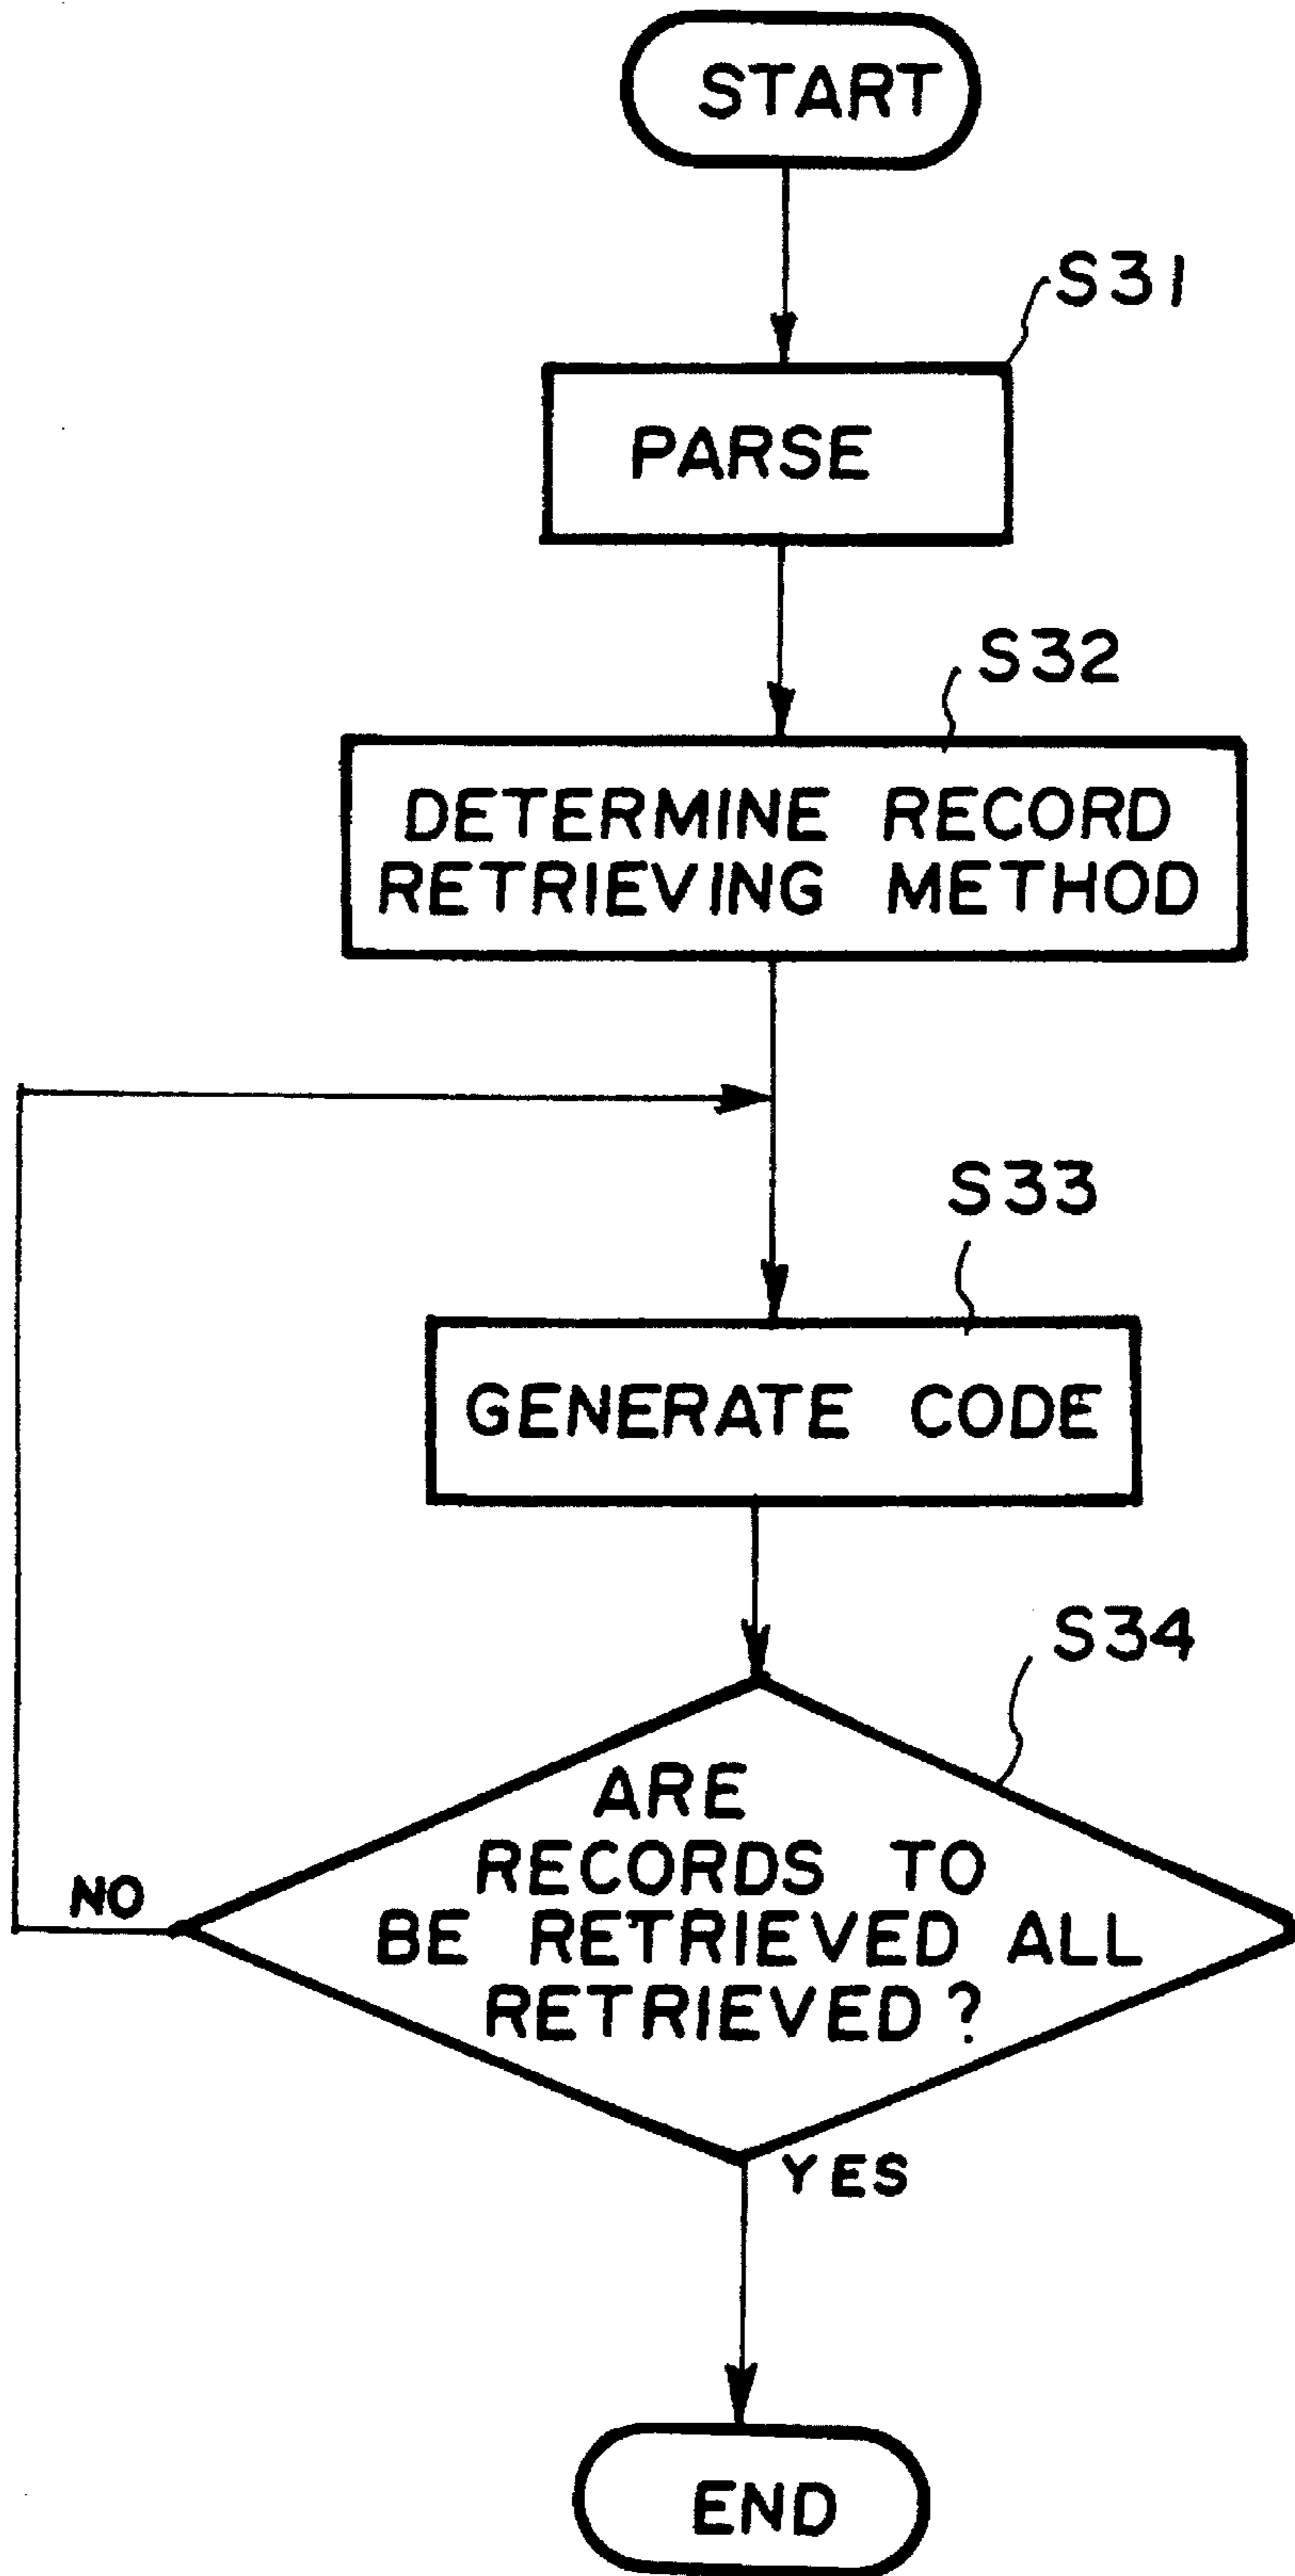 START
S31
PARSE
S32
DETERMINE RECORD
RETRIEVING METHOD
S33
GENERATE CODE
S34
ARE
RECORDS TO
BE RETRIEVED ALL
RETRIEVED?
NO
YES
END